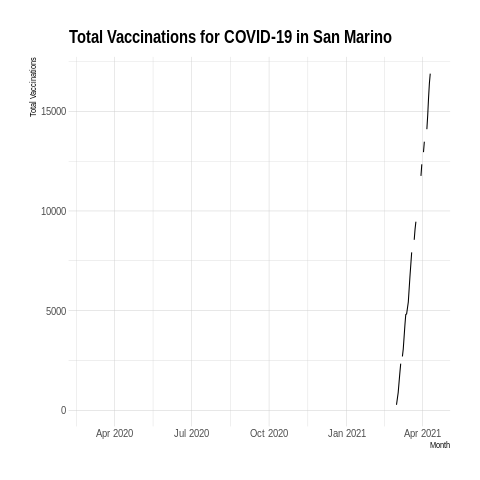 Total Vaccinations for COVID-19 in San Marino
Total Vaccinations
15000
10000
5000
0
Apr 2020 Jul 2020 Oct 2020 Jan 2021 Apr 2021
Month